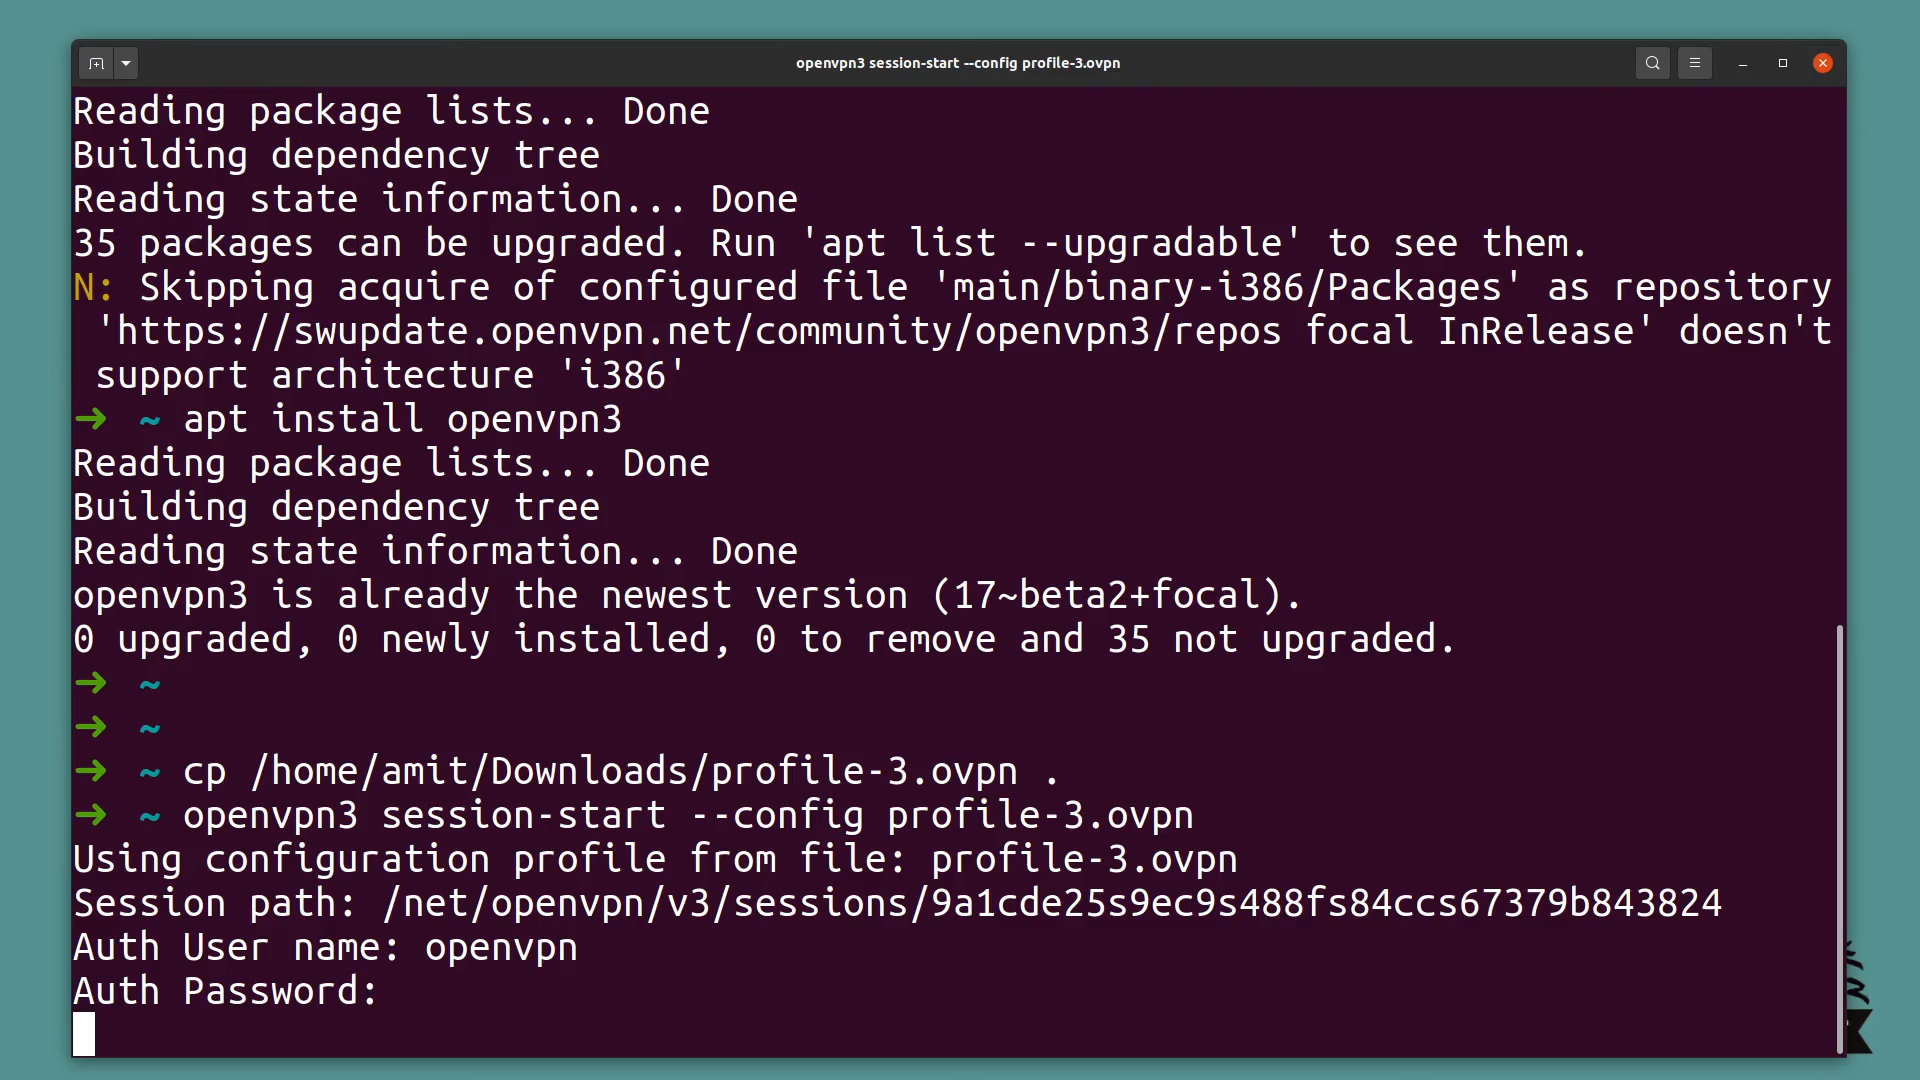 openvpn3 session-start --config profile-3.ovpn
Reading package lists... Done
Building dependency tree
Reading state information... Done
35 packages can be upgraded. Run 'apt list --upgradable' to see them.
N: Skipping acquire of configured file 'main/binary-i386/Packages' as repository
'https://swupdate.openvpn.net/community/openvpn3/repos focal InRelease' doesn't
support architecture 'i386'
➜ ~ apt install openvpn3
Reading package lists... Done
Building dependency tree
Reading state information... Done
openvpn3 is already the newest version (17~beta2+focal).
0 upgraded, 0 newly installed, 0 to remove and 35 not upgraded.
➜ ~
➜ ~
➜ ~ cp /home/amit/Downloads/profile-3.ovpn .
➜ ~ openvpn3 session-start --config profile-3.ovpn
Using configuration profile from file: profile-3.ovpn
Session path: /net/openvpn/v3/sessions/9a1cde25s9ec9s488fs84ccs67379b843824
Auth User name: openvpn
Auth Password: